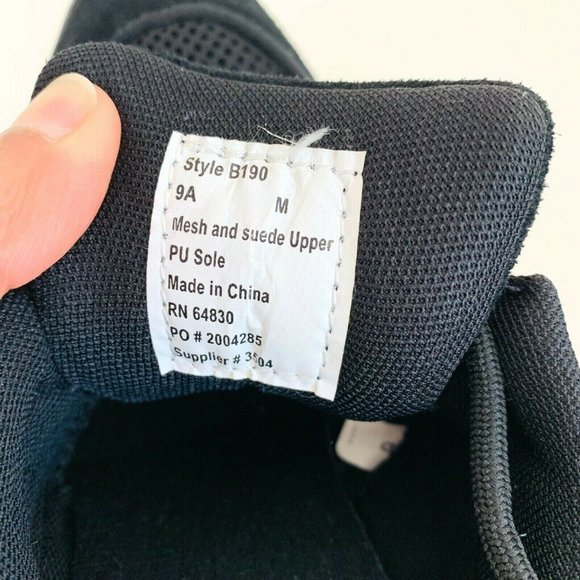 Style B190
9A M
Mesh and suede Upper
PU Sole
Made in China
RN 64830
PO # 2004285
Supplier #